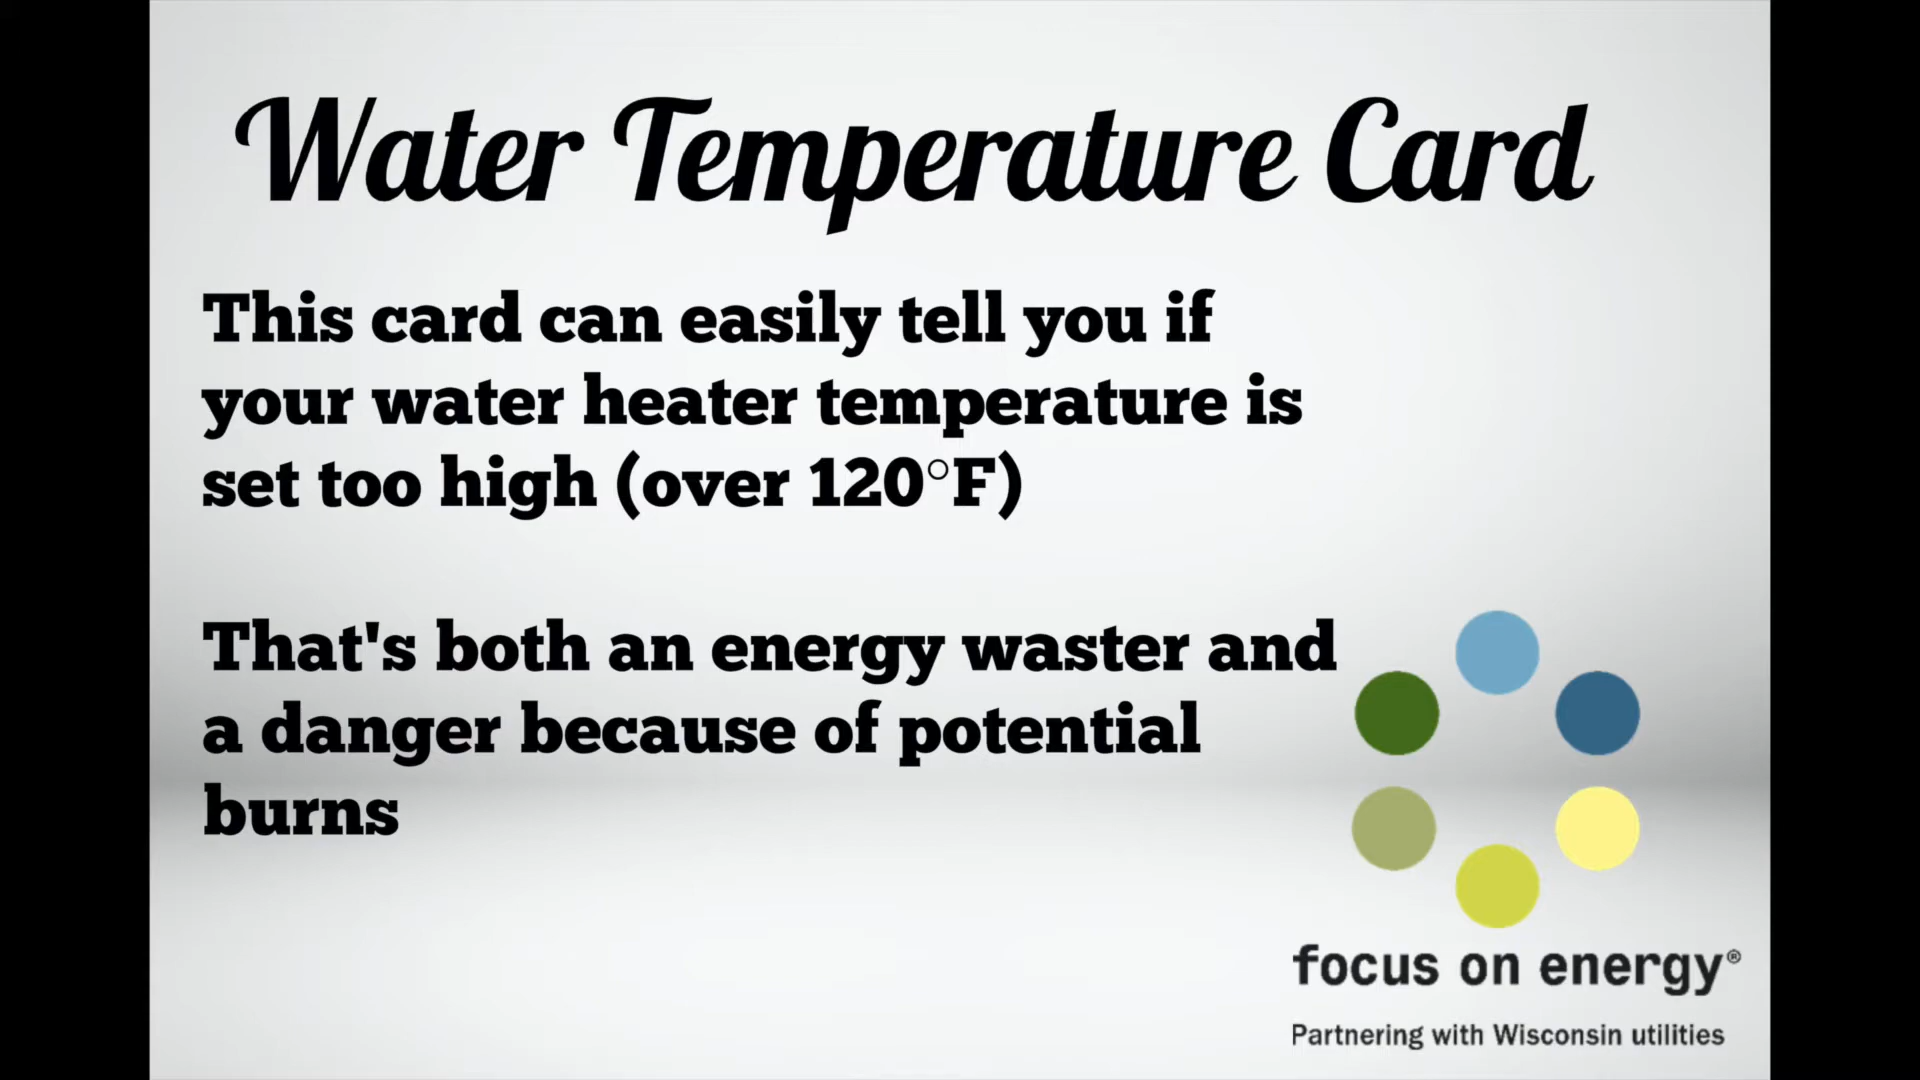 Water Temperature Card
This card can easily tell you if
your water heater temperature is
set too high (over 120°F)
That's both an energy waster and
a danger because of potential
burns
focus on energy®
Partnering with Wisconsin utilities